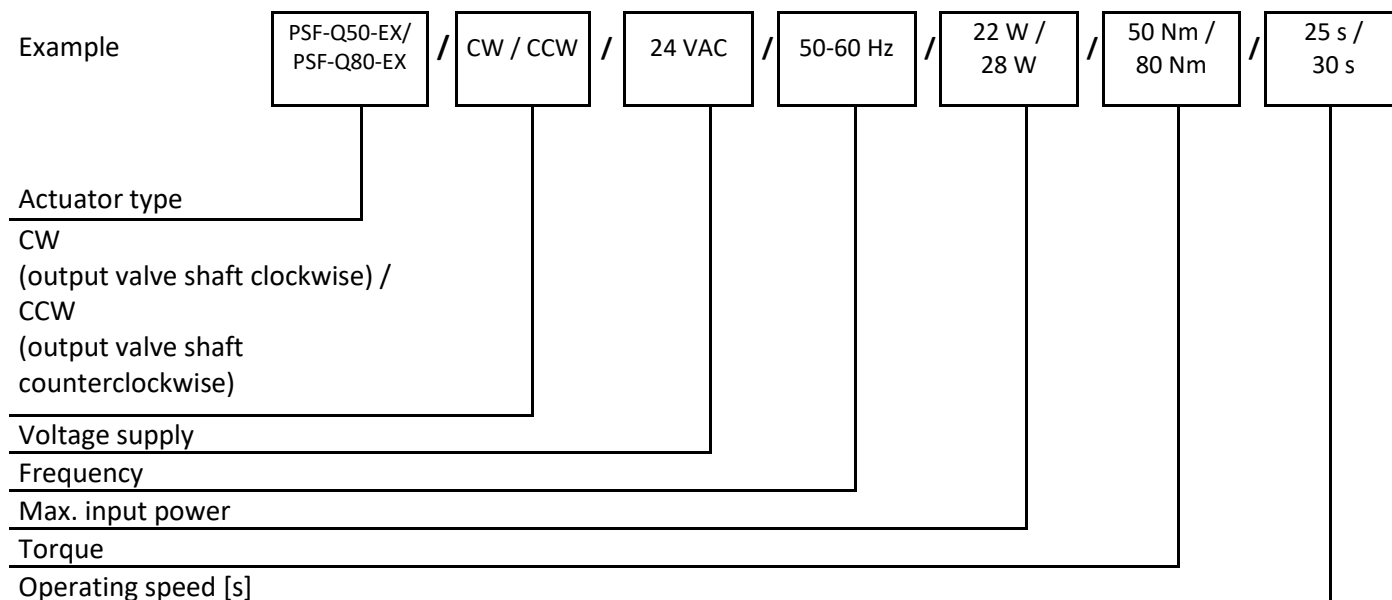 Example
PSF-Q50-EX/
PSF-Q80-EX
/
CW / CCW
/
24 VAC
/
50-60 Hz
/
22 W /
28 W
/
50 Nm /
80 Nm
/
25 s /
30 s
Actuator type
CW
(output valve shaft clockwise) /
CCW
(output valve shaft
counterclockwise)
Voltage supply
Frequency
Max. input power
Torque
Operating speed [s]